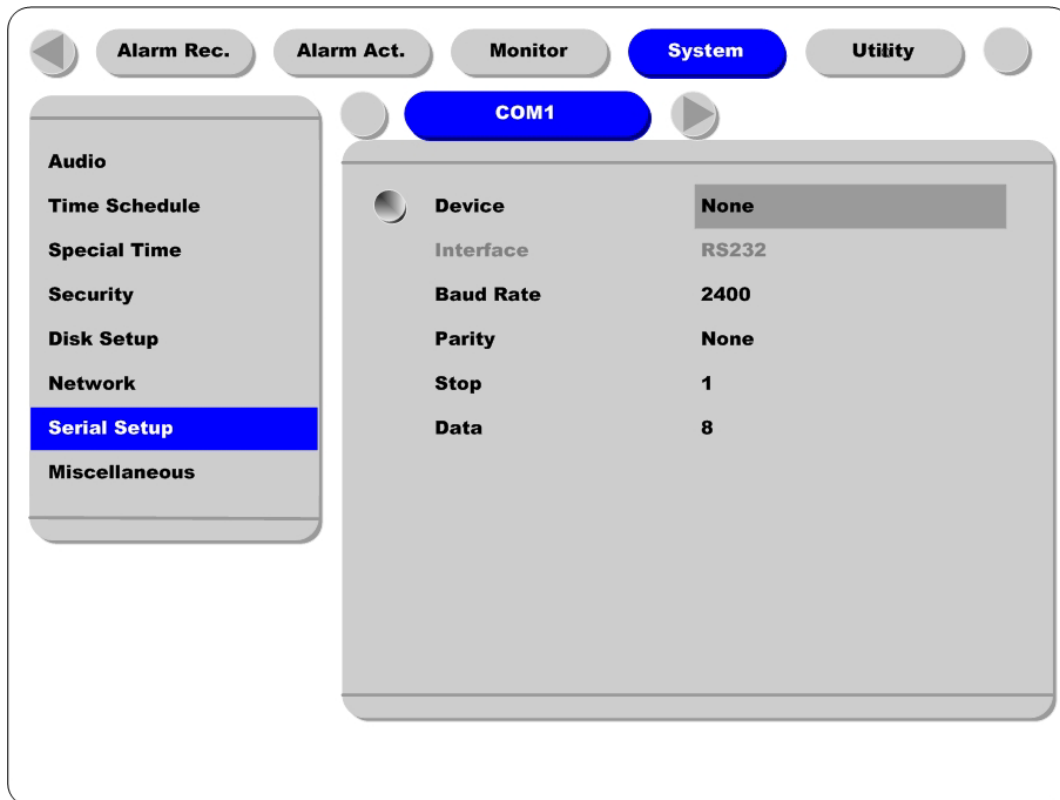 Alarm Rec. Alarm Act. Monitor System Utility
COM1
Audio
Time Schedule
Special Time
Security
Disk Setup
Network
Serial Setup
Miscellaneous
Device None
Interface RS232
Baud Rate 2400
Parity None
Stop 1
Data 8